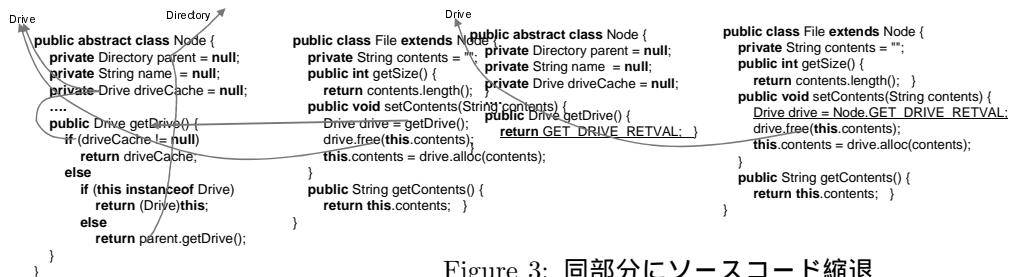 Drive
Directory
public abstract class Node {
private Directory parent = null;
private String name = null;
private Drive driveCache = null;
....
public Drive getDrive() {
if (driveCache != null)
return driveCache;
else
if (this instanceof Drive)
return (Drive)this;
else
return parent.getDrive();
}
}
public class File extends Node {
private String contents = "";
public int getSize() {
return contents.length(); }
public void setContents(String contents) {
Drive drive = getDrive();
drive.free(this.contents);
this.contents = drive.alloc(contents);
}
public String getContents() {
return this.contents; }
}
Drive
public abstract class Node {
private Directory parent = null;
private String name = null;
private Drive driveCache = null;
....
public Drive getDrive() {
return GET_DRIVE_RETVAL; }
}
public class File extends Node {
private String contents = "";
public int getSize() {
return contents.length(); }
public void setContents(String contents) {
Drive drive = Node.GET_DRIVE_RETVAL;
drive.free(this.contents);
this.contents = drive.alloc(contents);
}
public String getContents() {
return this.contents; }
}
Figure 3: 同部分にソースコード縮退